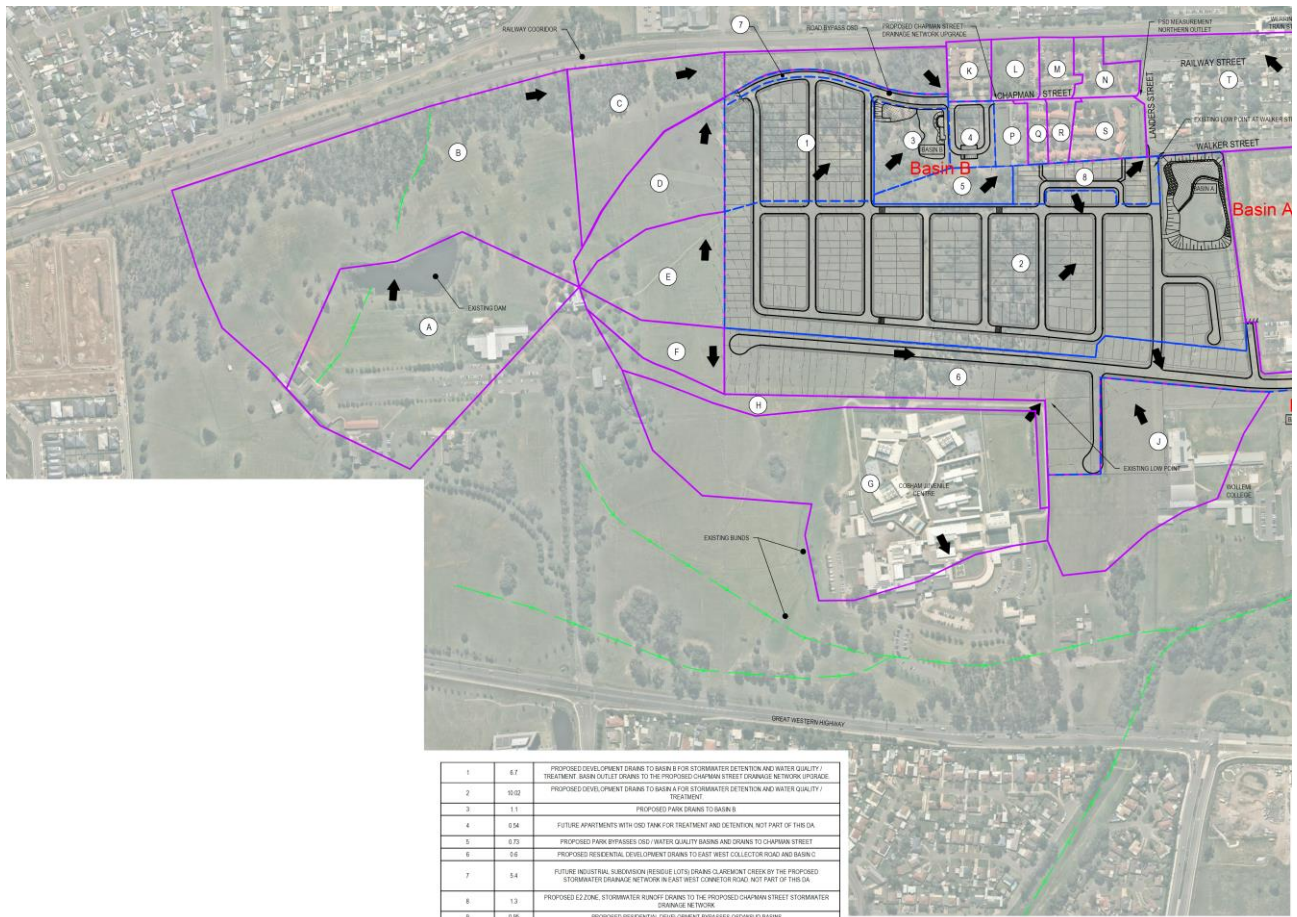 RAILWAY COORIDOR
7
ROAD BYPASS OSD
PROPOSED CHAPMAN STREET
DRAINAGE NETWORK UPGRADE
PSD MEASUREMENT
NORTHERN OUTLET
TRAIN
RAILWAY STREET
K
L
M
N
T
C
CHAPMAN STREET
LANDERS STREET
EXISTING LOW POINT AT WALKER
WALKER STREET
B
1
3
4
P
Q
R
S
BASIN B
Basin B
D
5
8
BASIN A
Basin A
E
2
EXISTING DAM
A
F
6
H
J
EXISTING LOW POINT
G
COBHAM JUVENILE
CENTRE
WOLLEMI
COLLEGE
EXISTING BUNDS
GREAT WESTERN HIGHWAY
1 6.7 PROPOSED DEVELOPMENT DRAINS TO BASIN B FOR STORMWATER DETENTION AND WATER QUALITY /
TREATMENT. BASIN OUTLET DRAINS TO THE PROPOSED CHAPMAN STREET DRAINAGE NETWORK UPGRADE
2 10.02 PROPOSED DEVELOPMENT DRAINS TO BASIN A FOR STORMWATER DETENTION AND WATER QUALITY /
TREATMENT
3 1.1 PROPOSED PARK DRAINS TO BASIN B
4 0.54 FUTURE APARTMENTS WITH OSD TANK FOR TREATMENT AND DETENTION. NOT PART OF THIS DA.
5 0.73 PROPOSED PARK BYPASSES OSD / WATER QUALITY BASINS AND DRAINS TO CHAPMAN STREET
6 0.6 PROPOSED RESIDENTIAL DEVELOPMENT DRAINS TO EAST WEST COLLECTOR ROAD AND BASIN C
7 5.4 FUTURE INDUSTRIAL SUBDIVISION (RESIDUE LOTS) DRAINS CLAREMONT CREEK BY THE PROPOSED
STORMWATER DRAINAGE NETWORK IN EAST WEST CONNETOR ROAD. NOT PART OF THIS DA
8 1.3 PROPOSED E2 ZONE, STORMWATER RUNOFF DRAINS TO THE PROPOSED CHAPMAN STREET STORMWATER
DRAINAGE NETWORK